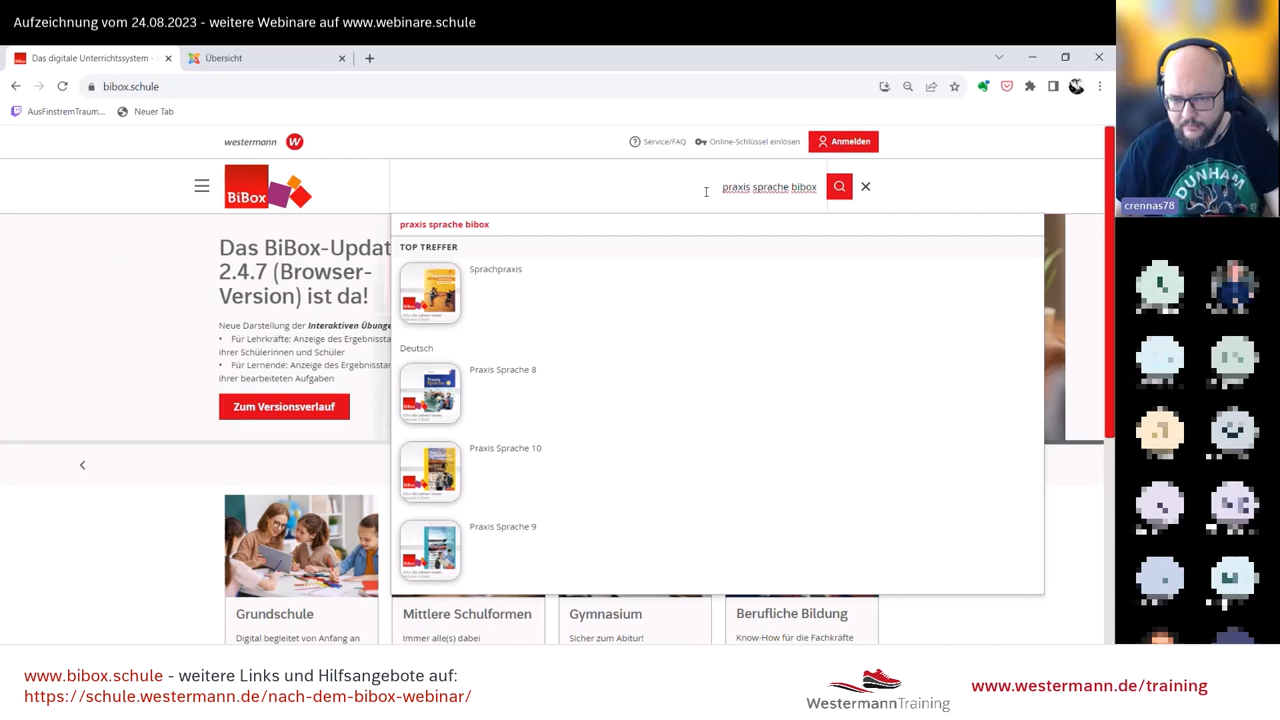 Aufzeichnung vom 24.08.2023 - weitere Webinare auf www.webinare.schule
Das digitale Unterrichtssystem -
Übersicht
bibox.schule
AusFinstremTraum...
Neuer Tab
westermann W
Service/FAQ
Online-Schlüssel einlösen
Anmelden
BiBox
praxis sprache bibox
praxis sprache bibox
TOP TREFFER
Sprachpraxis
Deutsch
Praxis Sprache 8
Praxis Sprache 10
Praxis Sprache 9
Das BiBox-Updat
2.4.7 (Browser-
Version) ist da!
Neue Darstellung der Interaktiven Übunge
• Für Lehrkräfte: Anzeige des Ergebnissta
ihrer Schülerinnen und Schüler
• Für Lernende: Anzeige des Ergebnissta
ihrer bearbeiteten Aufgaben
Zum Versionsverlauf
Grundschule
Digital begleitet von Anfang an
Mittlere Schulformen
Immer alle(s) dabei
Gymnasium
Sicher zum Abitur!
Berufliche Bildung
Know-How für die Fachkräfte
DUNHAM
crennas78
www.bibox.schule - weitere Links und Hilfsangebote auf:
https://schule.westermann.de/nach-dem-bibox-webinar/
WestermannTraining
www.westermann.de/training